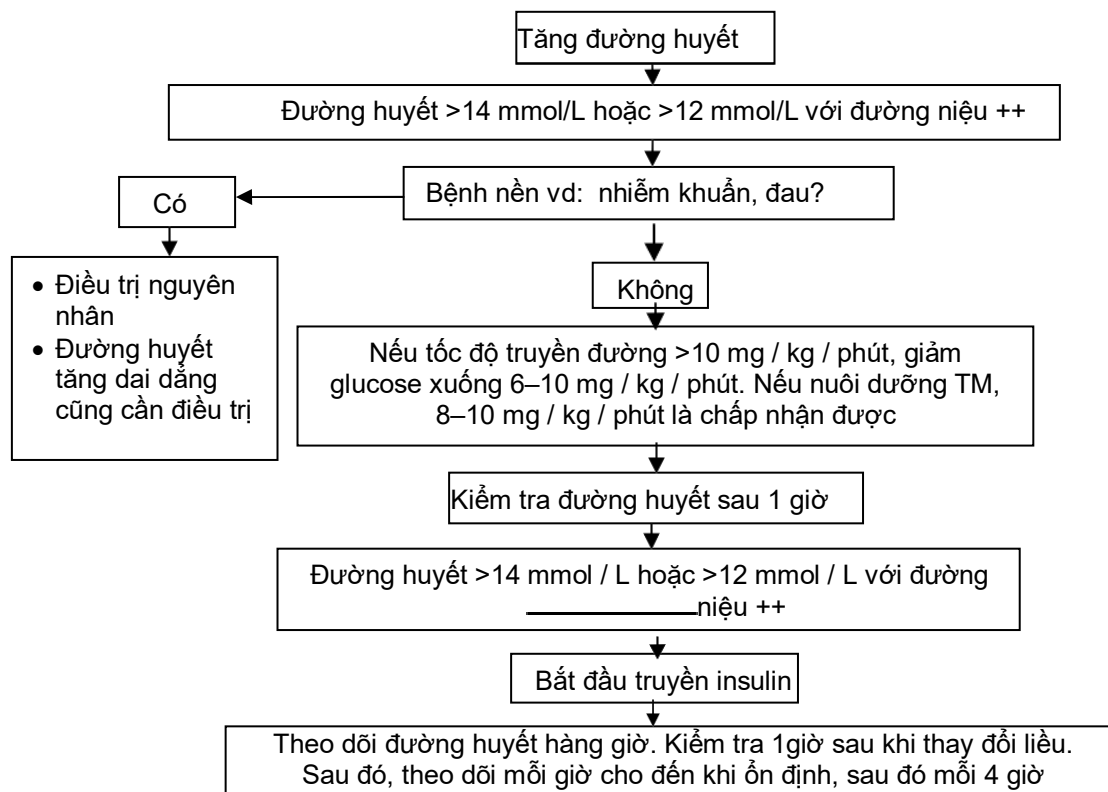 Tăng đường huyết
Đường huyết >14 mmol/L hoặc >12 mmol/L với đường niệu ++
Bệnh nền vd: nhiễm khuẩn, đau?
Có
• Điều trị nguyên
nhân
• Đường huyết
tăng dai dẳng
cũng cần điều trị
Không
Nếu tốc độ truyền đường >10 mg / kg / phút, giảm
glucose xuống 6–10 mg / kg / phút. Nếu nuôi dưỡng TM,
8–10 mg / kg / phút là chấp nhận được
Kiểm tra đường huyết sau 1 giờ
Đường huyết >14 mmol / L hoặc >12 mmol / L với đường
niệu ++
Bắt đầu truyền insulin
Theo dõi đường huyết hàng giờ. Kiểm tra 1giờ sau khi thay đổi liều.
Sau đó, theo dõi mỗi giờ cho đến khi ổn định, sau đó mỗi 4 giờ